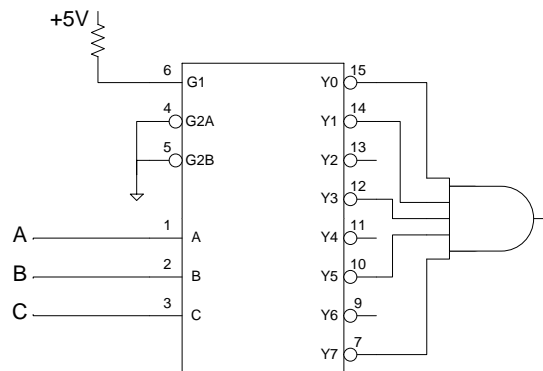 +5V
6 G1 Y0 15
4 G2A Y1 14
5 G2B Y2 13
Y3 12
A 1 A Y4 11
B 2 B Y5 10
C 3 C Y6 9
Y7 7